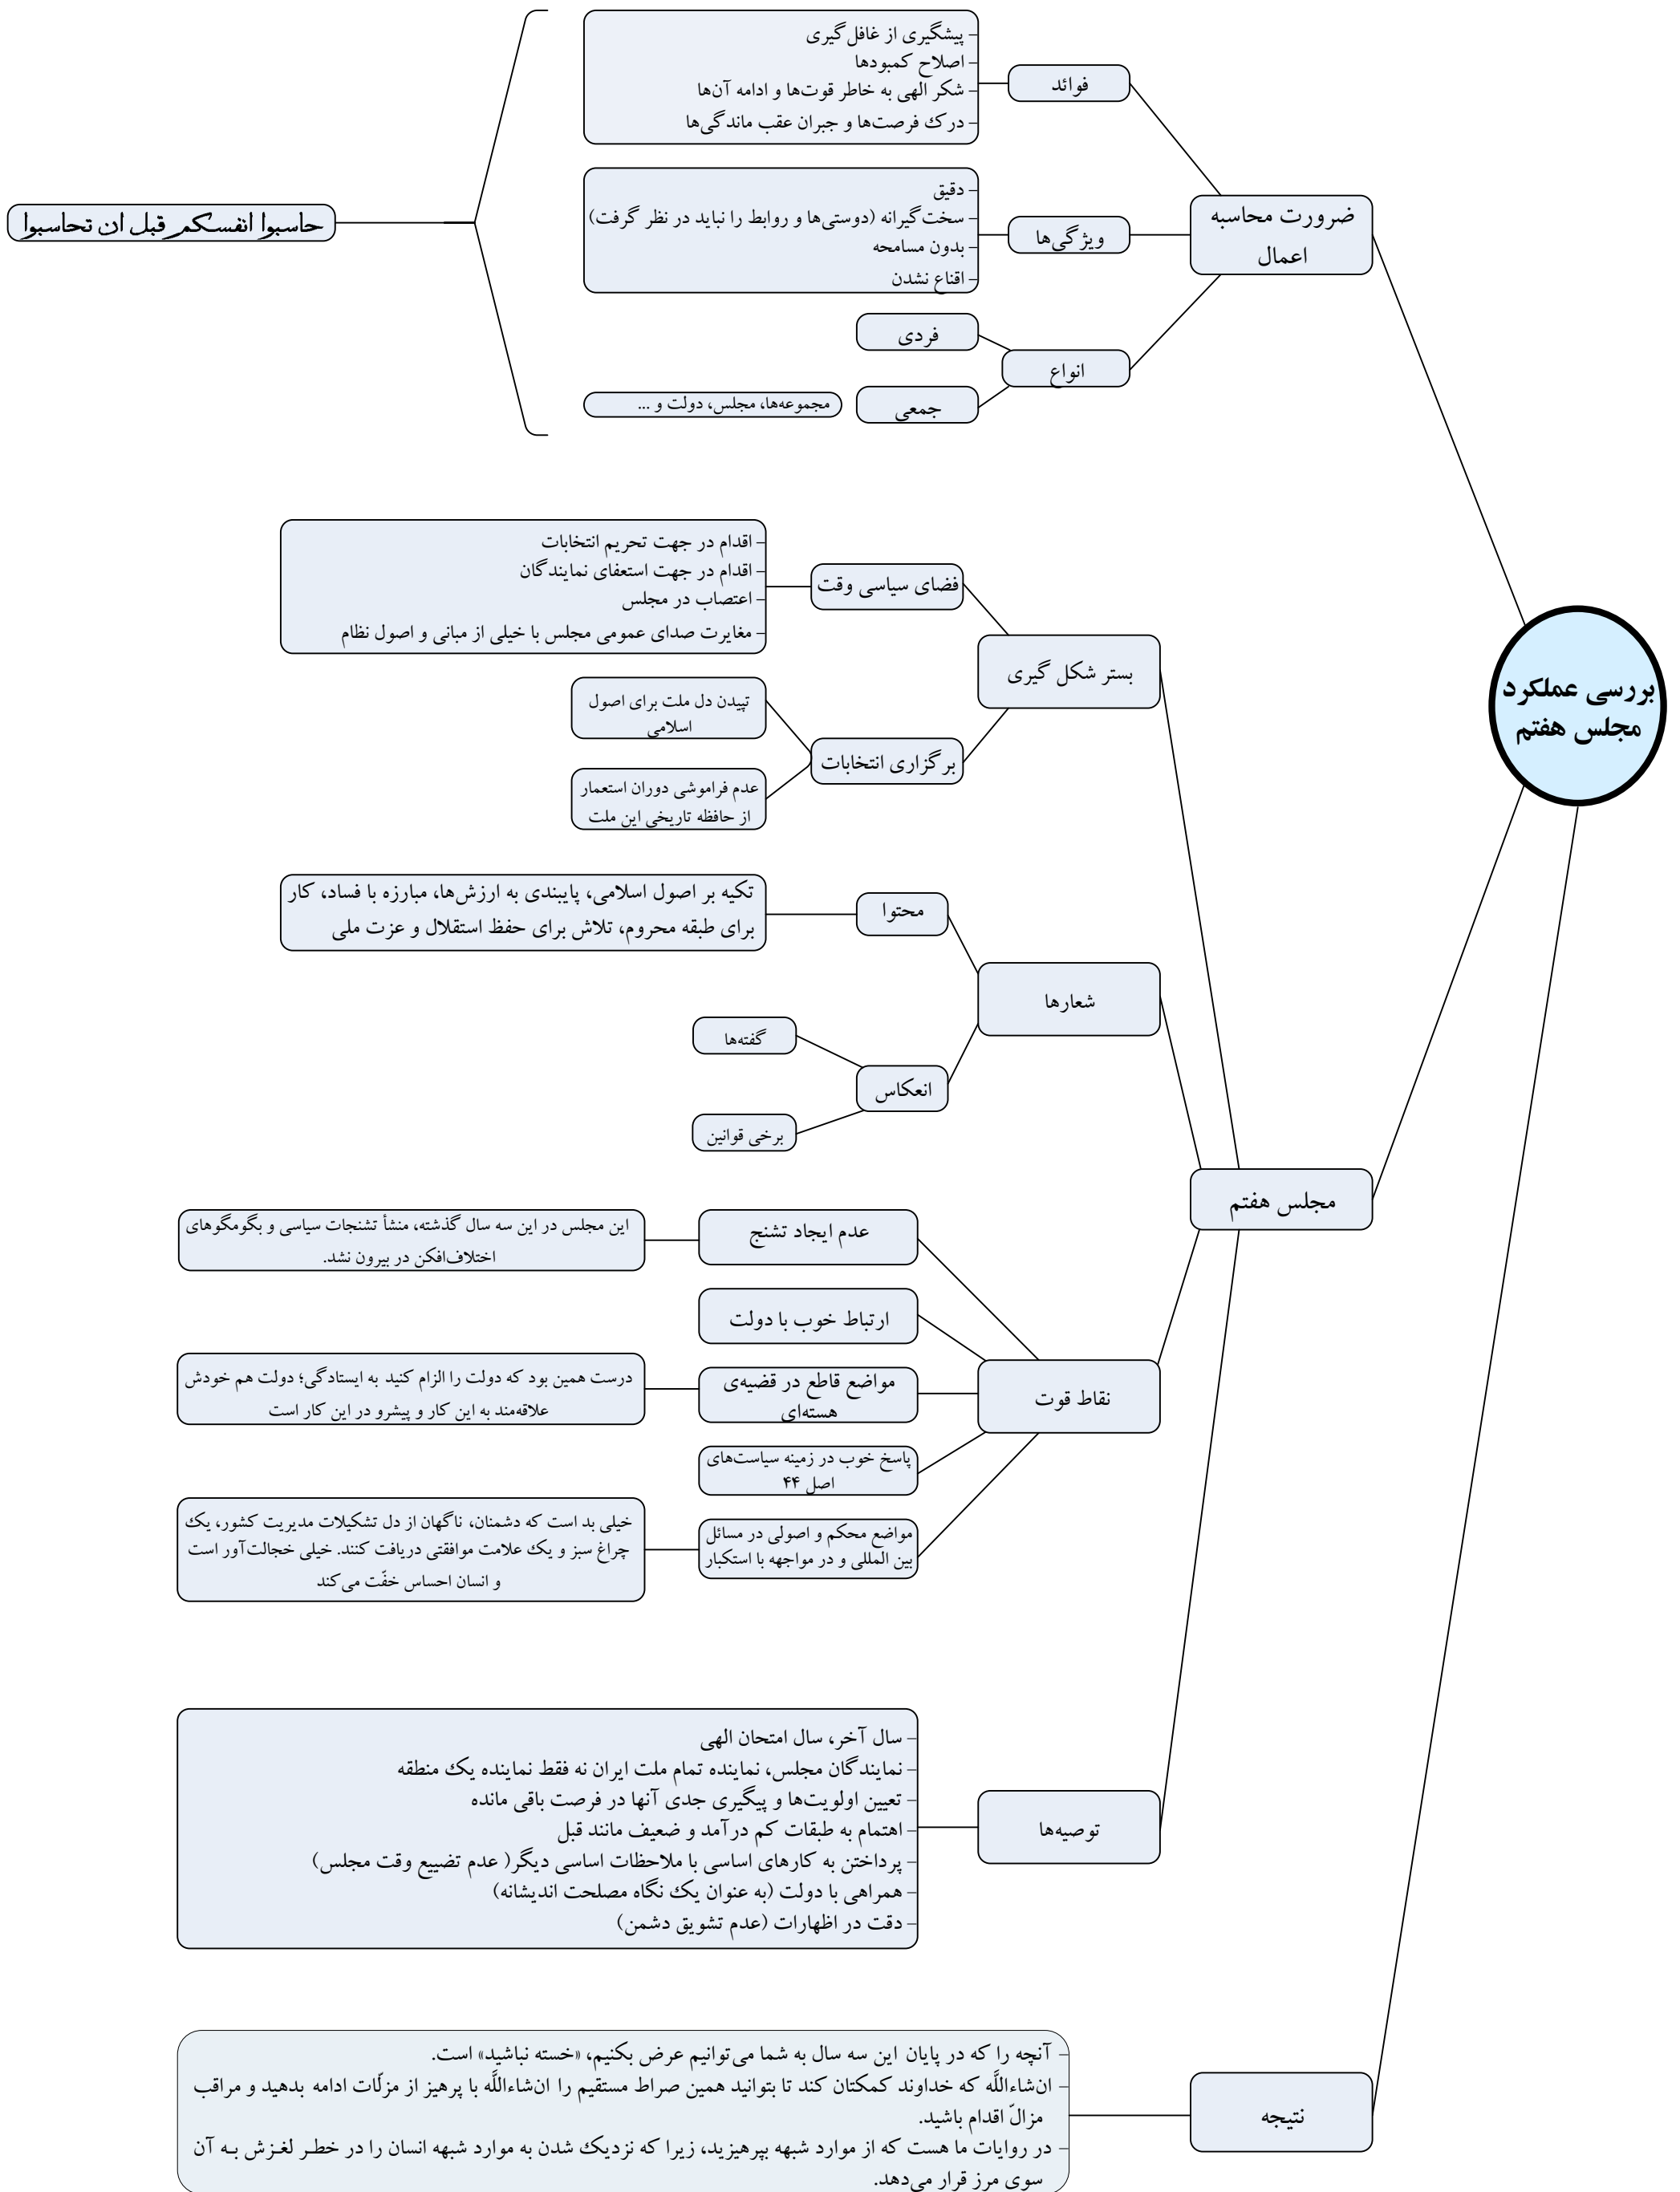 بررسی عملکرد
مجلس هفتم
ضرورت محاسبه
اعمال
فوائد
– پیشگیری از غافل‌گیری
– اصلاح کمبودها
– شکر الهی به خاطر قوت‌ها و ادامه آن‌ها
– درک فرصت‌ها و جبران عقب ماندگی‌ها
ویژگی‌ها
– دقیق
– سخت‌گیرانه (دوستی‌ها و روابط را نباید در نظر گرفت)
– بدون مسامحه
– اقناع نشدن
انواع
فردی
جمعی
مجموعه‌ها، مجلس، دولت و ...
حاسبوا انفسکم قبل ان تحاسبوا
مجلس هفتم
بستر شکل گیری
فضای سیاسی وقت
– اقدام در جهت تحریم انتخابات
– اقدام در جهت استعفای نمایندگان
– اعتصاب در مجلس
– مغایرت صدای عمومی مجلس با خیلی از مبانی و اصول نظام
برگزاری انتخابات
تپیدن دل ملت برای اصول
اسلامی
عدم فراموشی دوران استعمار
از حافظه تاریخی این ملت
شعارها
محتوا
تکیه بر اصول اسلامی، پایبندی به ارزش‌ها، مبارزه با فساد، کار
برای طبقه محروم، تلاش برای حفظ استقلال و عزت ملی
انعکاس
گفته‌ها
برخی قوانین
نقاط قوت
عدم ایجاد تشنج
این مجلس در این سه سال گذشته، منشأ تشنجات سیاسی و بگومگوهای
اختلاف‌افکن در بیرون نشد.
ارتباط خوب با دولت
مواضع قاطع در قضیه‌ی
هسته‌ای
درست همین بود که دولت را الزام کنید به ایستادگی؛ دولت هم خودش
علاقه‌مند به این کار و پیشرو در این کار است
پاسخ خوب در زمینه سیاست‌های
اصل ۴۴
مواضع محکم و اصولی در مسائل
بین المللی و در مواجهه با استکبار
خیلی بد است که دشمنان، ناگهان از دل تشکیلات مدیریت کشور، یک
چراغ سبز و یک علامت موافقتی دریافت کنند. خیلی خجالت‌آور است
و انسان احساس خفّت می‌کند
توصیه‌ها
– سال آخر، سال امتحان الهی
– نمایندگان مجلس، نماینده تمام ملت ایران نه فقط نماینده یک منطقه
– تعیین اولویت‌ها و پیگیری جدی آنها در فرصت باقی مانده
– اهتمام به طبقات کم درآمد و ضعیف مانند قبل
– پرداختن به کارهای اساسی با ملاحظات اساسی دیگر( عدم تضییع وقت مجلس)
– همراهی با دولت (به عنوان یک نگاه مصلحت اندیشانه)
– دقت در اظهارات (عدم تشویق دشمن)
نتیجه
– آنچه را که در پایان این سه سال به شما می‌توانیم عرض بکنیم، «خسته نباشید» است.
– ان‌شاءاللَّه که خداوند کمکتان کند تا بتوانید همین صراط مستقیم را ان‌شاءاللَّه با پرهیز از مزلّات ادامه بدهید و مراقب
مزالّ اقدام باشید.
– در روایات ما هست که از موارد شبهه بپرهیزید، زیرا که نزدیک شدن به موارد شبهه انسان را در خطر لغزش به آن
سوی مرز قرار می‌دهد.